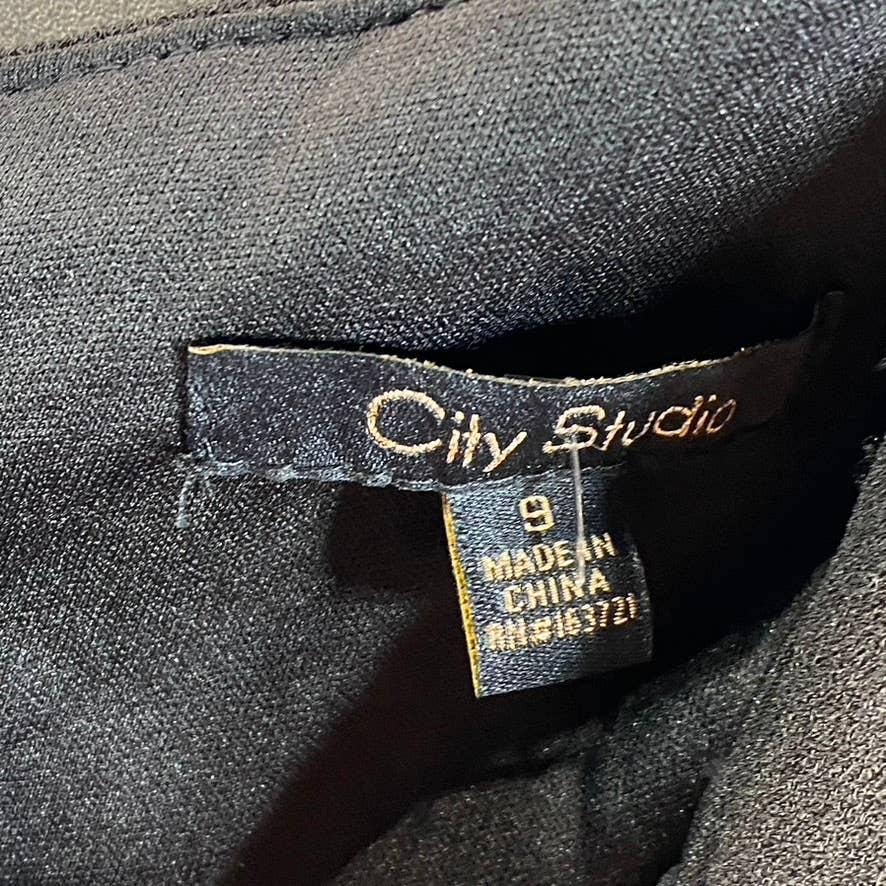 City Studio
9
MADE IN
CHINA
RN#163721